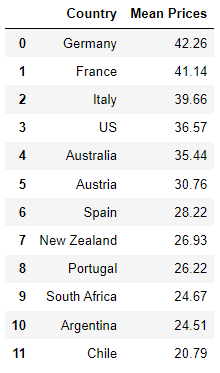 Country Mean Prices
0 Germany 42.26
1 France 41.14
2 Italy 39.66
3 US 36.57
4 Australia 35.44
5 Austria 30.76
6 Spain 28.22
7 New Zealand 26.93
8 Portugal 26.22
9 South Africa 24.67
10 Argentina 24.51
11 Chile 20.79